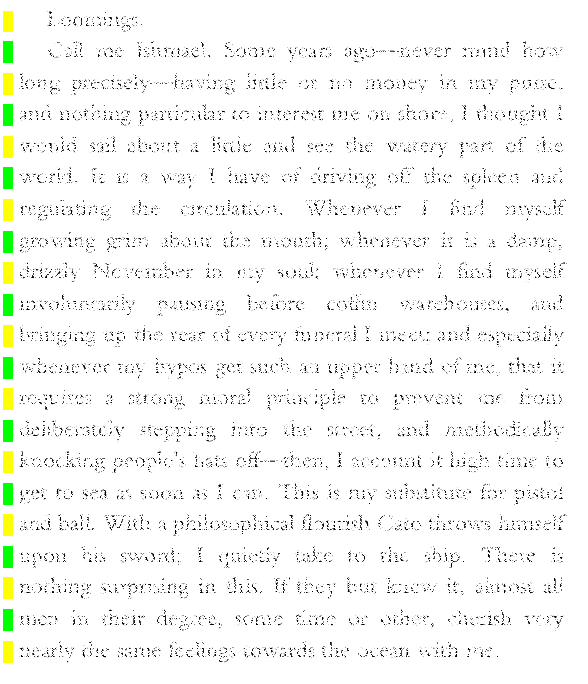 Loomings.
Call me Ishmael. Some years ago—never mind how
long precisely—having little or no money in my purse,
and nothing particular to interest me on shore, I thought I
would sail about a little and see the watery part of the
world. It is a way I have of driving off the spleen and
regulating the circulation. Whenever I find myself
growing grim about the mouth; whenever it is a damp,
drizzly November in my soul; whenever I find myself
involuntarily pausing before coffin warehouses, and
bringing up the rear of every funeral I meet; and especially
whenever my hypos get such an upper hand of me, that it
requires a strong moral principle to prevent me from
deliberately stepping into the street, and methodically
knocking people's hats off—then, I account it high time to
get to sea as soon as I can. This is my substitute for pistol
and ball. With a philosophical flourish Cato throws himself
upon his sword; I quietly take to the ship. There is
nothing surprising in this. If they but knew it, almost all
men in their degree, some time or other, cherish very
nearly the same feelings towards the ocean with me.